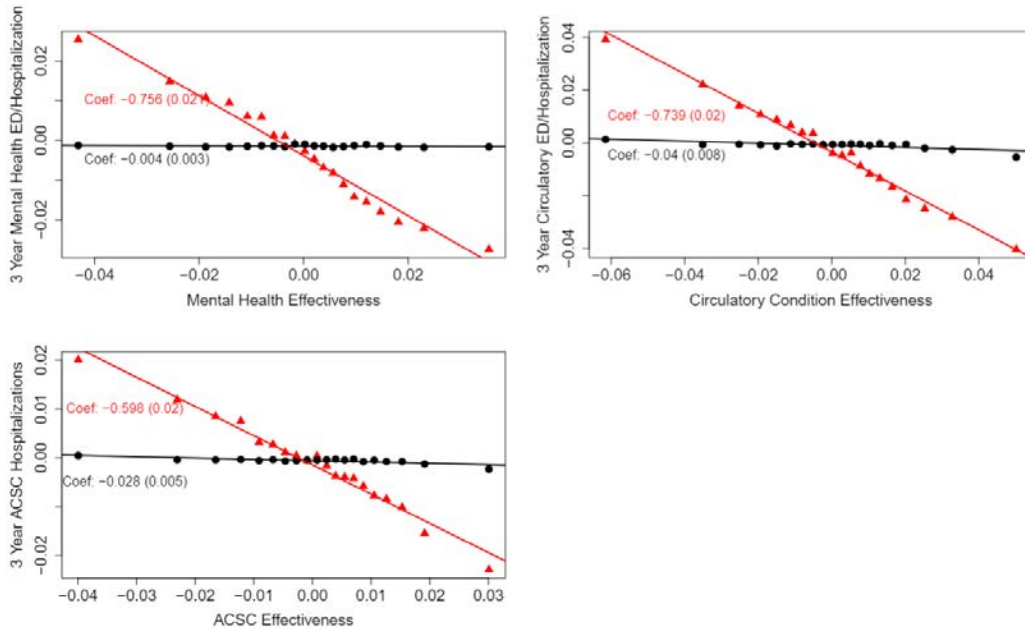 3 Year Mental Health ED/Hospitalization
0.02
0.00
−0.02
Coef: −0.756 (0.021)
Coef: −0.004 (0.003)
−0.04 −0.02 0.00 0.02
Mental Health Effectiveness
3 Year Circulatory ED/Hospitalization
0.04
0.00
−0.04
Coef: −0.739 (0.02)
Coef: −0.04 (0.008)
−0.06 −0.04 −0.02 0.00 0.02 0.04
Circulatory Condition Effectiveness
3 Year ACSC Hospitalizations
0.02
0.01
0.00
−0.02
Coef: −0.598 (0.02)
Coef: −0.028 (0.005)
−0.04 −0.03 −0.02 −0.01 0.00 0.01 0.02 0.03
ACSC Effectiveness